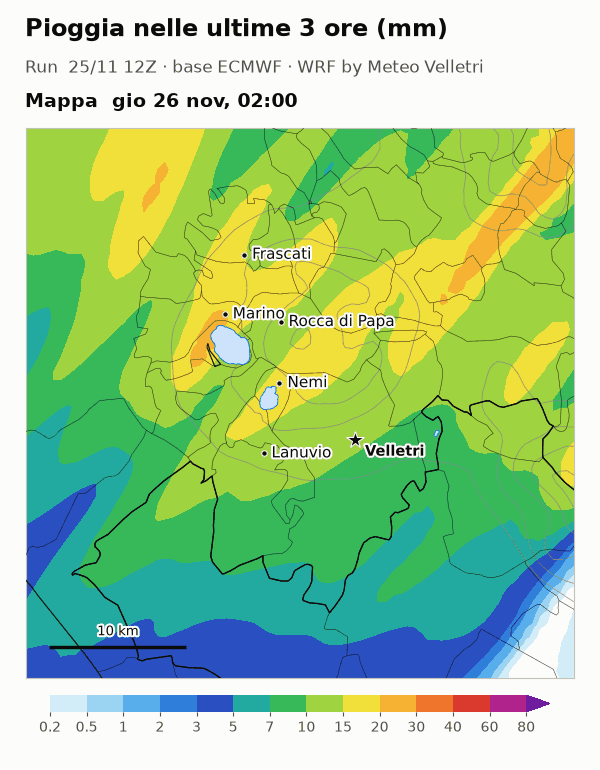 Pioggia nelle ultime 3 ore (mm)
Run  25/11 12Z · base ECMWF · WRF by Meteo Velletri
Mappa  gio 26 nov, 02:00
Frascati
Marino
Rocca di Papa
Nemi
Velletri
Lanuvio
10 km
0.2 0.5 1 2 3 5 7 10 15 20 30 40 60 80